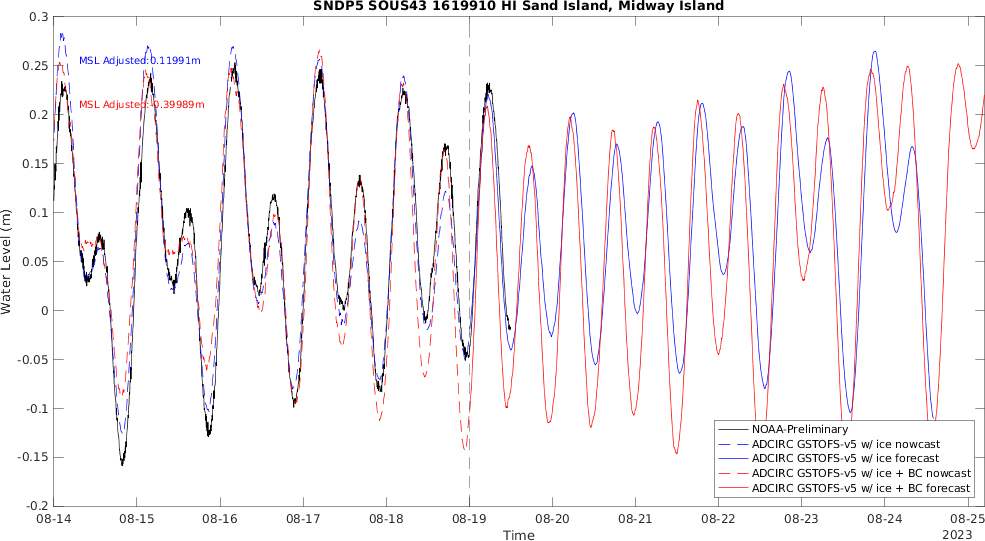 SNDP5 SOUS43 1619910 HI Sand Island, Midway Island
0.3
0.25
0.2
0.15
0.1
0.05
0
-0.05
-0.1
-0.15
-0.2
Water Level (m)
MSL Adjusted:0.11991m
MSL Adjusted:-0.39989m
NOAA-Preliminary
ADCIRC GSTOFS-v5 w/ ice nowcast
ADCIRC GSTOFS-v5 w/ ice forecast
ADCIRC GSTOFS-v5 w/ ice + BC nowcast
ADCIRC GSTOFS-v5 w/ ice + BC forecast
08-14 08-15 08-16 08-17 08-18 08-19 08-20 08-21 08-22 08-23 08-24 08-25
Time
2023